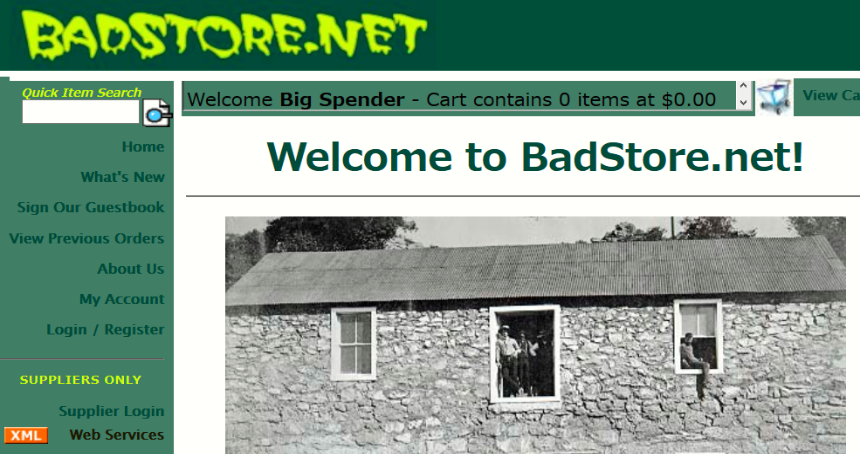 BADSTORE.NET
Quick Item Search
Welcome Big Spender - Cart contains 0 items at $0.00
View Ca
Welcome to BadStore.net!
Home
What's New
Sign Our Guestbook
View Previous Orders
About Us
My Account
Login / Register
SUPPLIERS ONLY
Supplier Login
XML Web Services